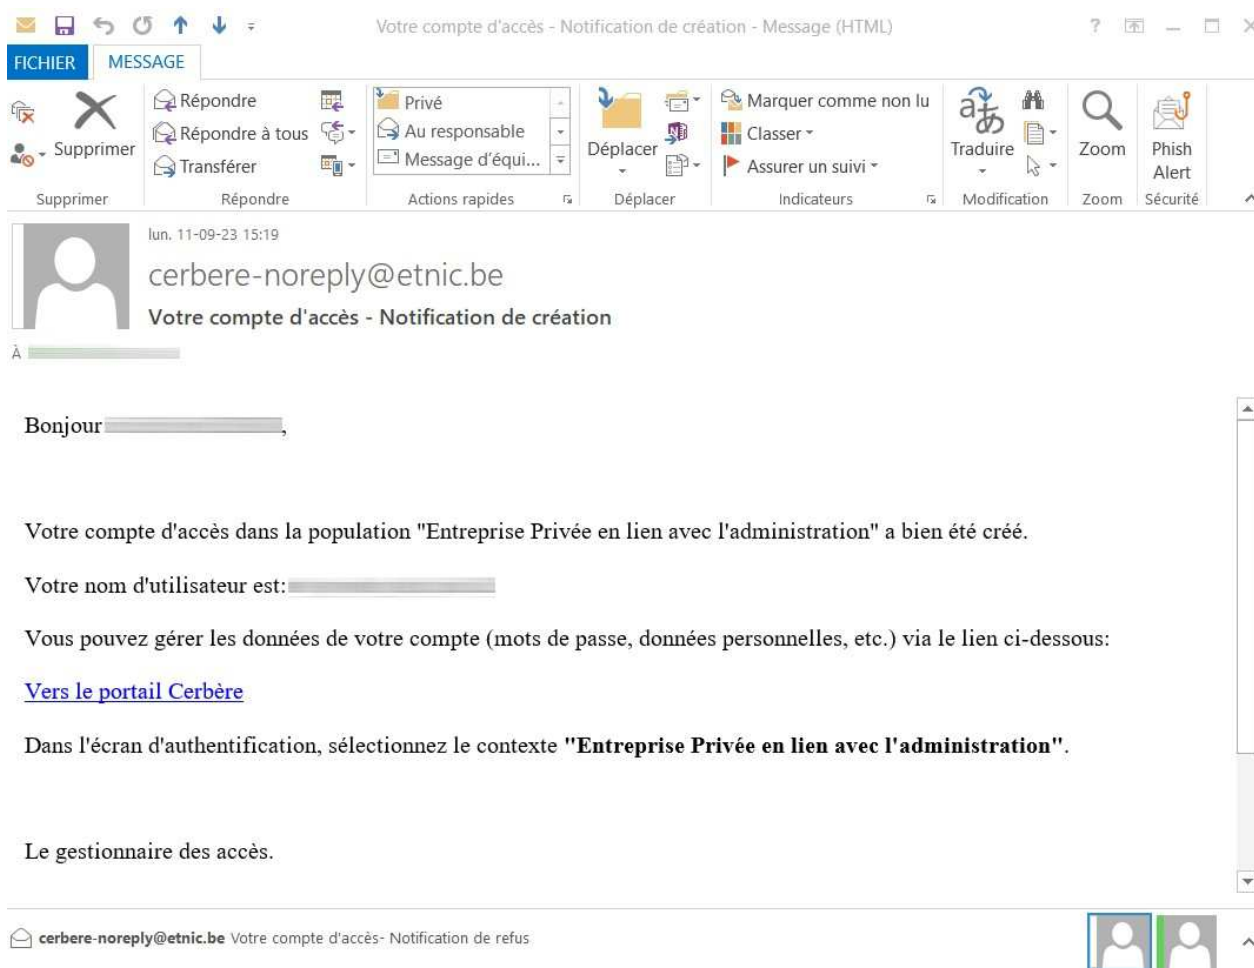 Votre compte d'accès - Notification de création - Message (HTML)
?
FICHIER
MESSAGE
Supprimer
Supprimer
Répondre
Répondre à tous
Transférer
Répondre
Privé
Au responsable
Message d'équi...
Actions rapides
Déplacer
Déplacer
Marquer comme non lu
Classer
Assurer un suivi
Indicateurs
Traduire
Modification
Zoom
Zoom
Phish
Alert
Sécurité
lun. 11-09-23 15:19
cerbere-noreply@etnic.be
Votre compte d'accès - Notification de création
À
Bonjour ,
Votre compte d'accès dans la population "Entreprise Privée en lien avec l'administration" a bien été créé.
Votre nom d'utilisateur est:
Vous pouvez gérer les données de votre compte (mots de passe, données personnelles, etc.) via le lien ci-dessous:
Vers le portail Cerbère
Dans l'écran d'authentification, sélectionnez le contexte "Entreprise Privée en lien avec l'administration".
Le gestionnaire des accès.
cerbere-noreply@etnic.be Votre compte d'accès- Notification de refus